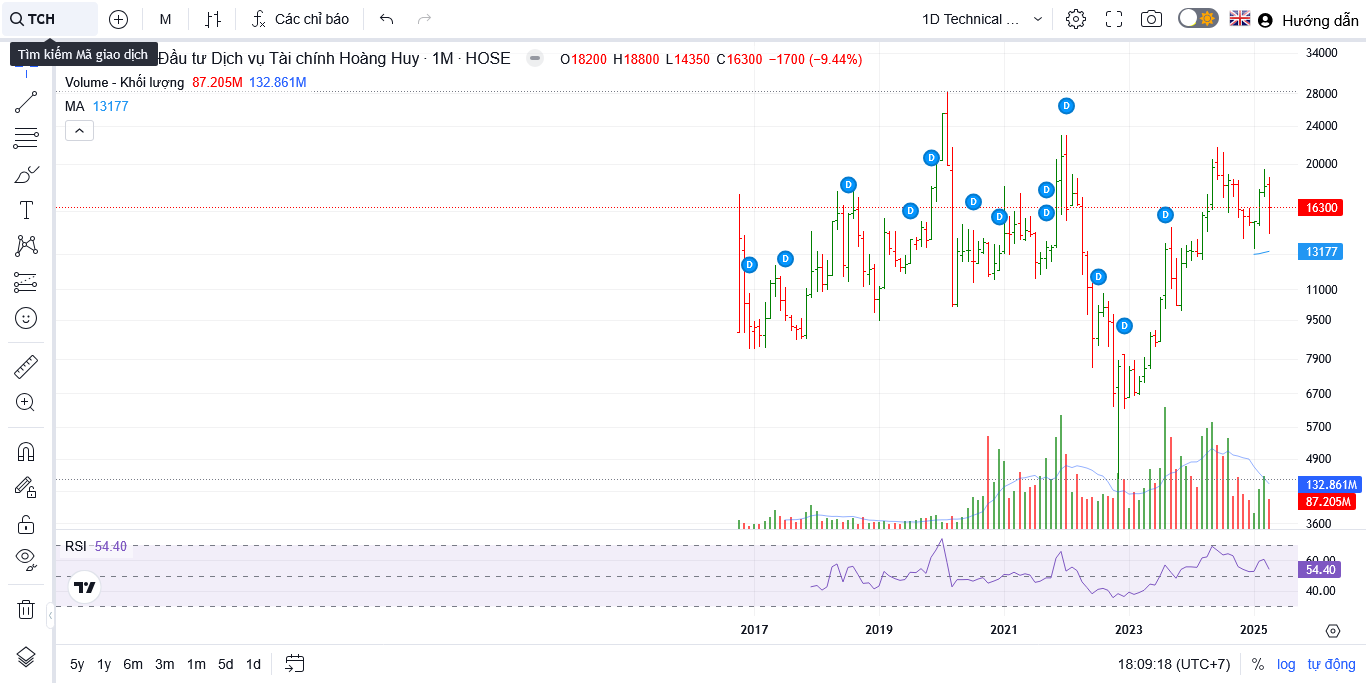 TCH M Các chỉ báo 1D Technical ... Hướng dẫn
Tìm kiếm Mã giao dịch
Đầu tư Dịch vụ Tài chính Hoàng Huy · 1M · HOSE O18200 H18800 L14350 C16300 −1700 (−9.44%)
Volume - Khối lượng 87.205M 132.861M
MA 13177
34000
28000
24000
20000
16300
13177
11000
9500
7900
6700
5700
4900
132.861M
87.205M
3600
D
D
D
D
D
D
D
D
D
D
D
D
D
RSI 54.40
60.00
54.40
40.00
2017 2019 2021 2023 2025
5y 1y 6m 3m 1m 5d 1d 18:09:18 (UTC+7) % log tự động